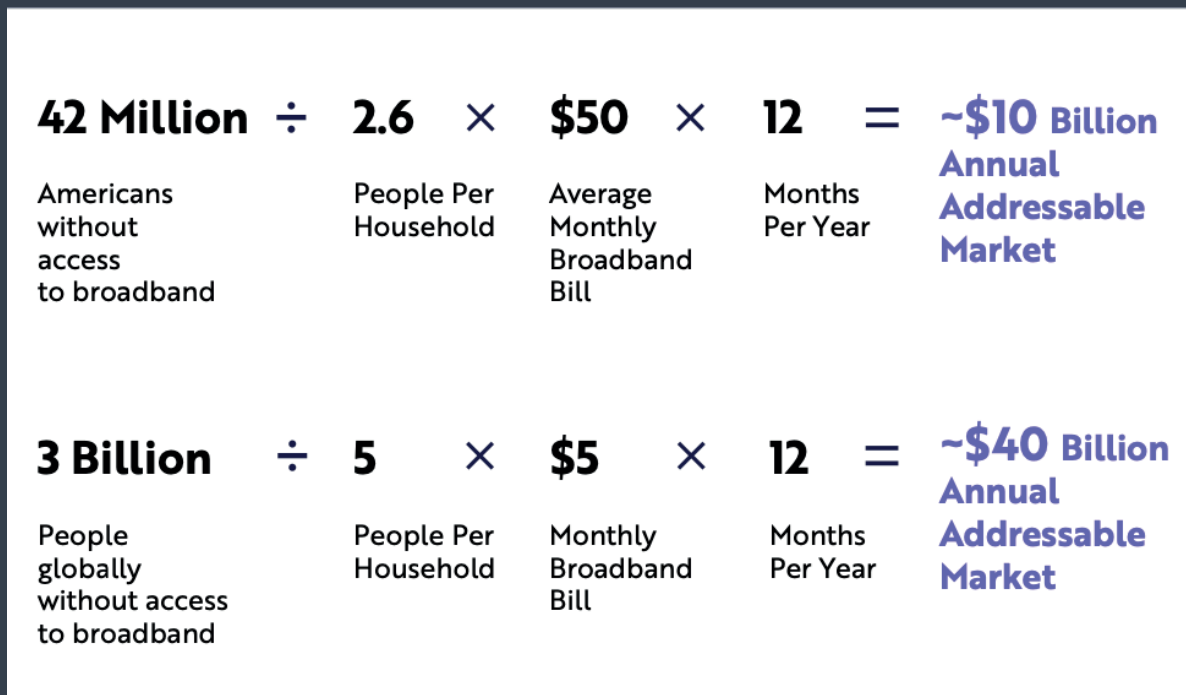 42 Million ÷ 2.6 × $50 × 12 = ~$10 Billion
Annual
Addressable
Market
Americans
without
access
to broadband
People Per
Household
Average
Monthly
Broadband
Bill
Months
Per Year
3 Billion ÷ 5 × $5 × 12 = ~$40 Billion
Annual
Addressable
Market
People
globally
without access
to broadband
People Per
Household
Monthly
Broadband
Bill
Months
Per Year